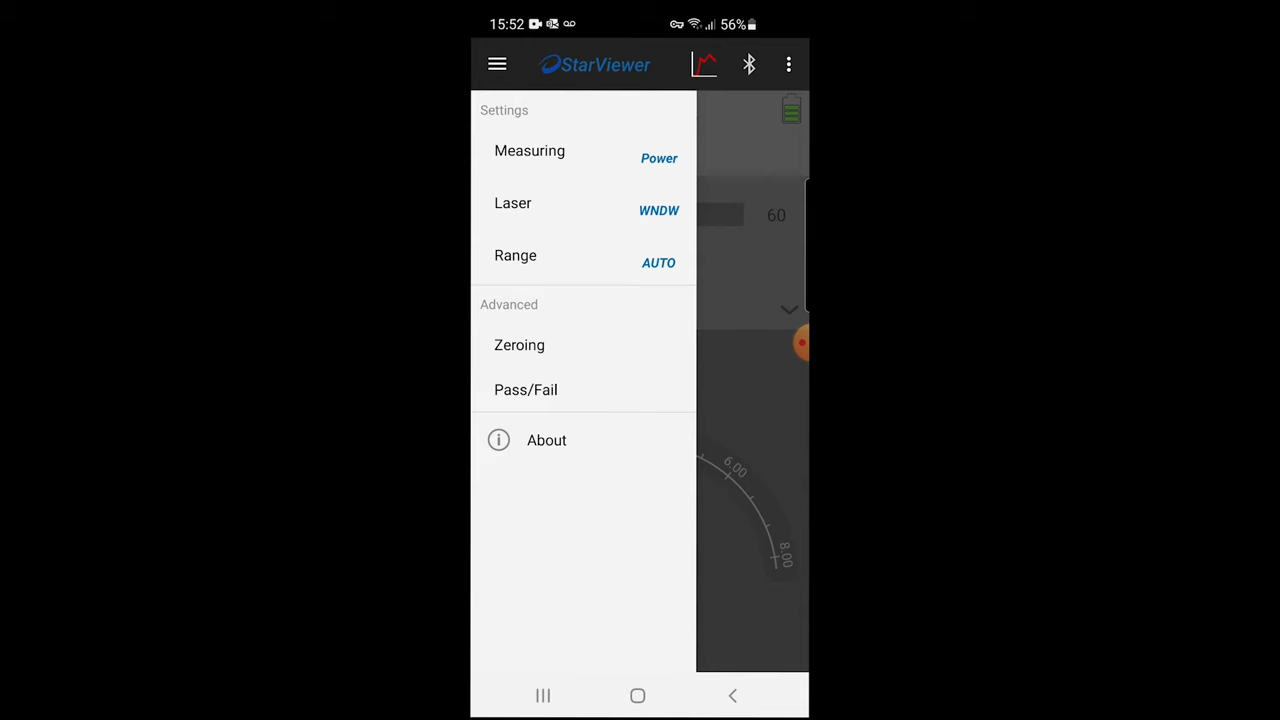 15:52 56%
StarViewer
Settings
Measuring Power
Laser WNDW
60
Range AUTO
Advanced
Zeroing
Pass/Fail
About
6.00
8.00